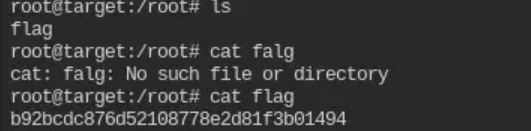 root@target:/root# ls
flag
root@target:/root# cat falg
cat: falg: No such file or directory
root@target:/root# cat flag
b92bcdc876d52108778e2d81f3b01494